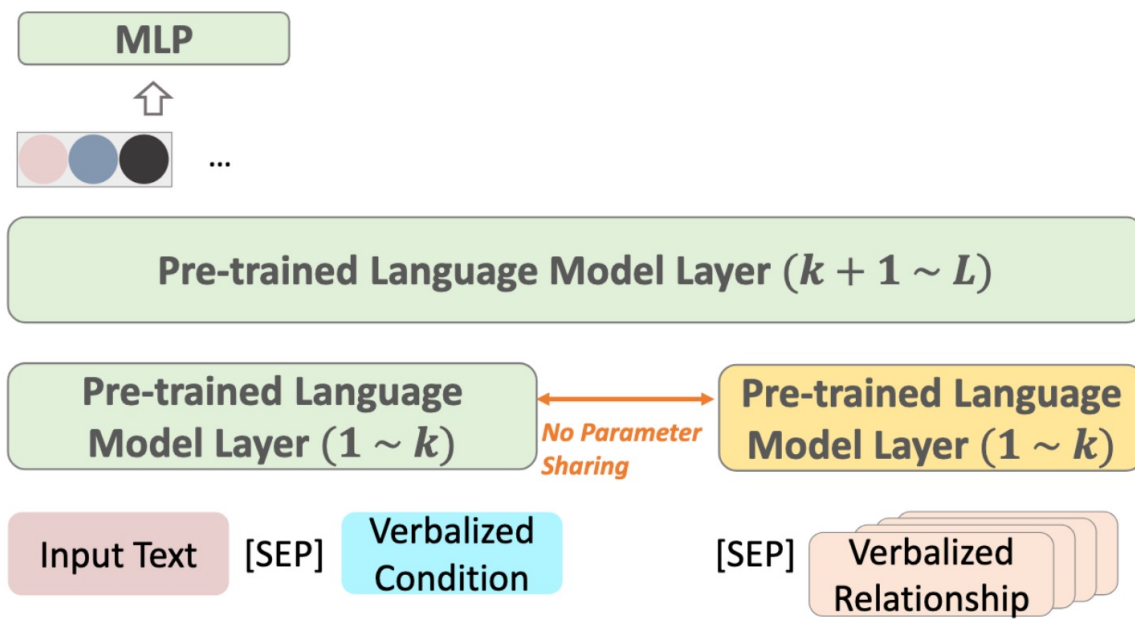 MLP
...
Pre-trained Language Model Layer (k + 1 ~ L)
Pre-trained Language
Model Layer (1 ~ k)
No Parameter
Sharing
Pre-trained Language
Model Layer (1 ~ k)
Input Text
[SEP]
Verbalized
Condition
[SEP]
Verbalized
Relationship